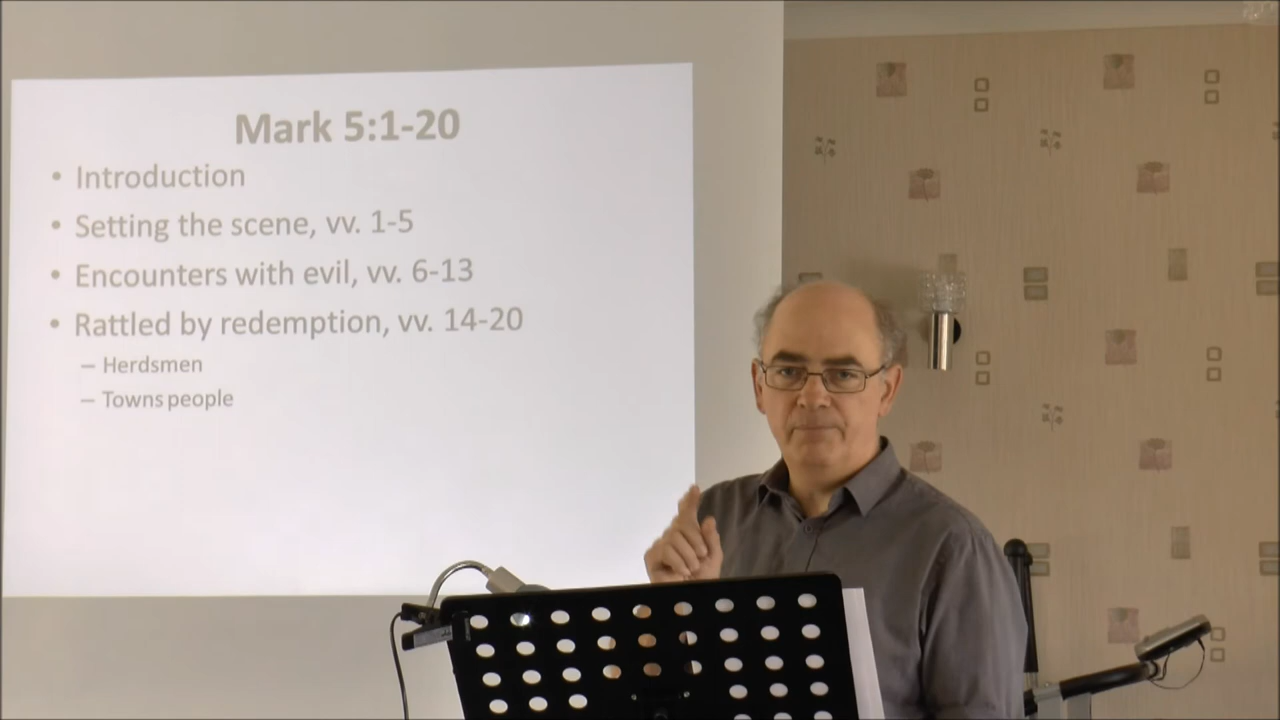 Mark 5:1-20
• Introduction
• Setting the scene, vv. 1-5
• Encounters with evil, vv. 6-13
• Rattled by redemption, vv. 14-20
– Herdsmen
– Towns people